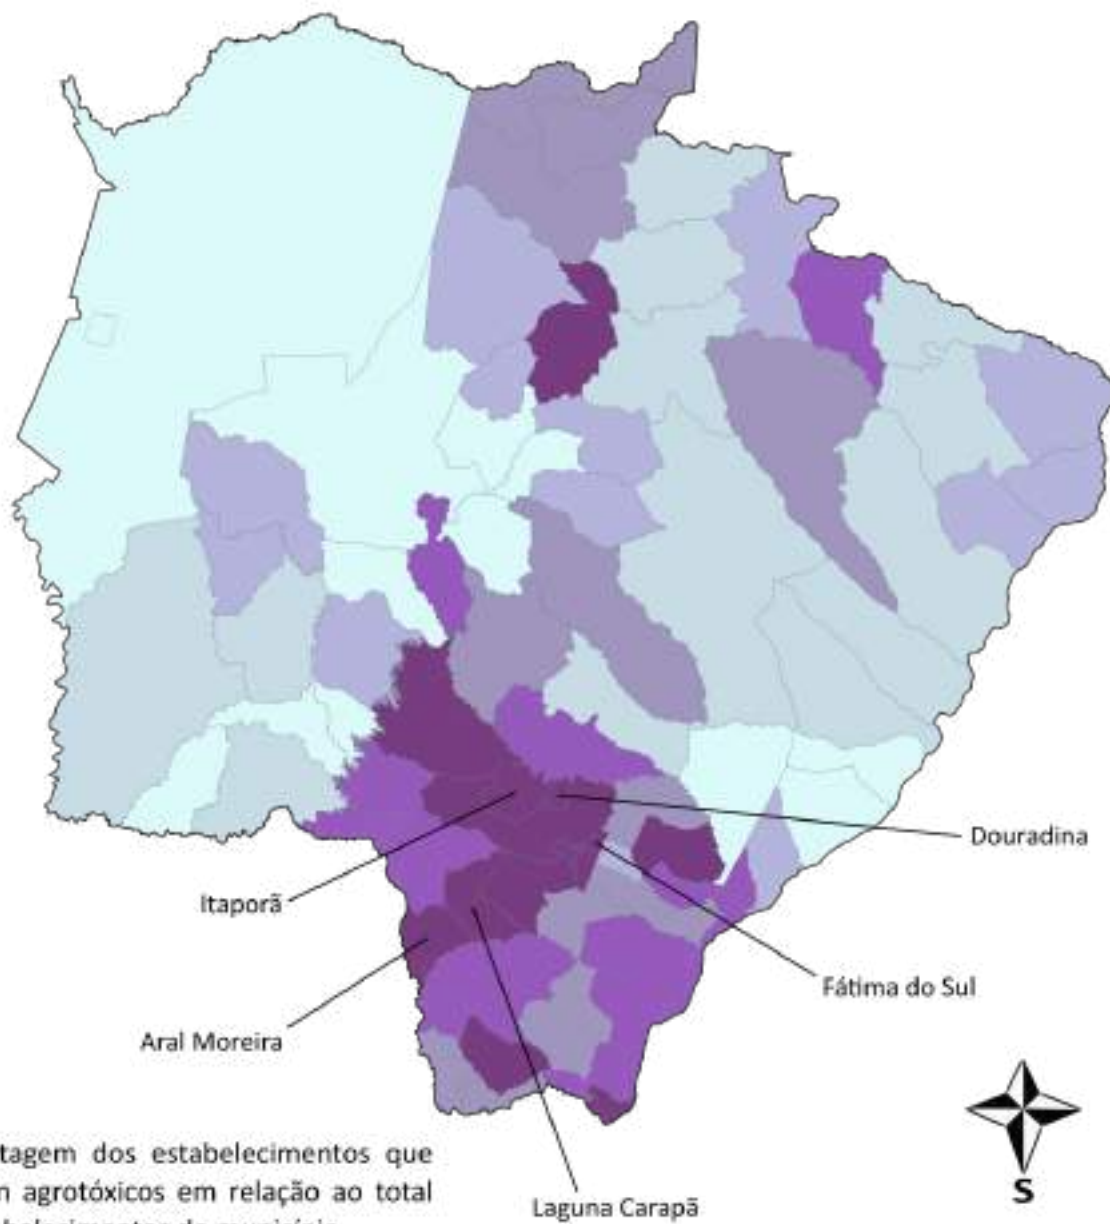 Douradina
Itaporã
Fátima do Sul
Aral Moreira
S
tagem dos estabelecimentos que
agrotóxicos em relação ao total
Laguna Carapã